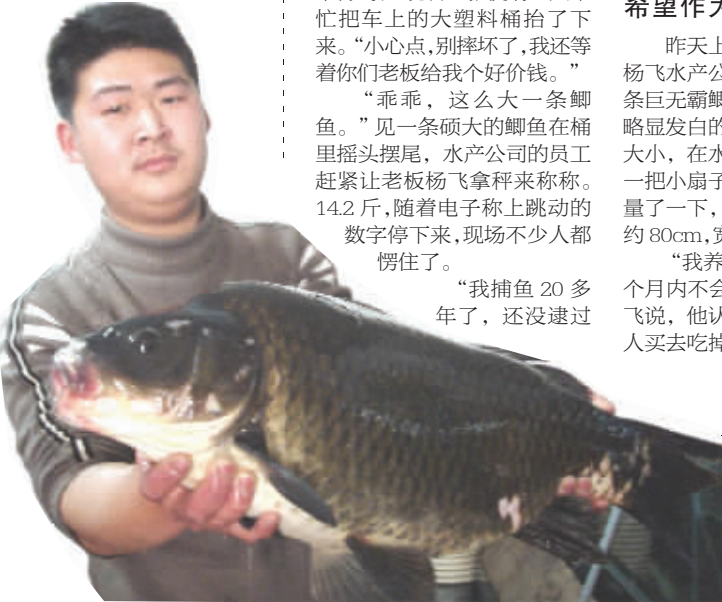 忙把车上的大塑料桶抬了下
来。“小心点,别摔坏了,我还等
着你们老板给我个好价钱。”
“乖乖，这么大一条鲫
鱼。”见一条硕大的鲫鱼在桶
里摇头摆尾，水产公司的员工
赶紧让老板杨飞拿秤来称称。
14.2 斤,随着电子称上跳动的
数字停下来,现场不少人都
愣住了。
“我捕鱼 20 多
年了，还没逮过
希望作
昨天上
杨飞水产公
条巨无霸鲫
略显发白的
大小，在水
一把小扇子
量了一下，
约 80cm,宽
“我养
个月内不会
飞说，他认
人买去吃掉